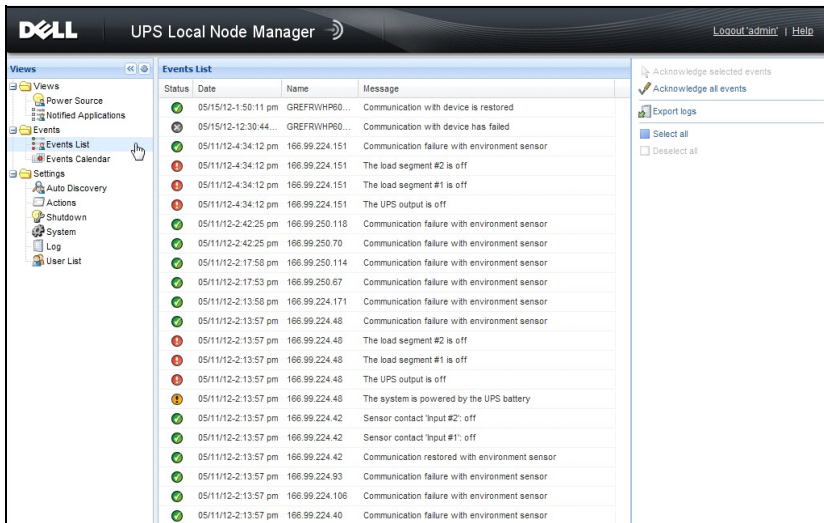 DELL
UPS Local Node Manager
Logout 'admin' | Help
Views
Views
Power Source
Notified Applications
Events
Events List
Events Calendar
Settings
Auto Discovery
Actions
Shutdown
System
Log
User List
Events List
Status Date Name Message
05/15/12-1:50:11 pm GREFRWHP60... Communication with device is restored
05/15/12-12:30:44... GREFRWHP60... Communication with device has failed
05/11/12-4:34:12 pm 166.99.224.151 Communication failure with environment sensor
05/11/12-4:34:12 pm 166.99.224.151 The load segment #2 is off
05/11/12-4:34:12 pm 166.99.224.151 The load segment #1 is off
05/11/12-4:34:12 pm 166.99.224.151 The UPS output is off
05/11/12-2:42:25 pm 166.99.250.118 Communication failure with environment sensor
05/11/12-2:42:25 pm 166.99.250.70 Communication failure with environment sensor
05/11/12-2:17:58 pm 166.99.250.114 Communication failure with environment sensor
05/11/12-2:17:53 pm 166.99.250.67 Communication failure with environment sensor
05/11/12-2:13:58 pm 166.99.224.171 Communication failure with environment sensor
05/11/12-2:13:57 pm 166.99.224.48 Communication failure with environment sensor
05/11/12-2:13:57 pm 166.99.224.48 The load segment #2 is off
05/11/12-2:13:57 pm 166.99.224.48 The load segment #1 is off
05/11/12-2:13:57 pm 166.99.224.48 The UPS output is off
05/11/12-2:13:57 pm 166.99.224.48 The system is powered by the UPS battery
05/11/12-2:13:57 pm 166.99.224.42 Sensor contact 'Input #2': off
05/11/12-2:13:57 pm 166.99.224.42 Sensor contact 'Input #1': off
05/11/12-2:13:57 pm 166.99.224.42 Communication restored with environment sensor
05/11/12-2:13:57 pm 166.99.224.93 Communication failure with environment sensor
05/11/12-2:13:57 pm 166.99.224.106 Communication failure with environment sensor
05/11/12-2:13:57 pm 166.99.224.40 Communication failure with environment sensor
Acknowledge selected events
Acknowledge all events
Export logs
Select all
Deselect all